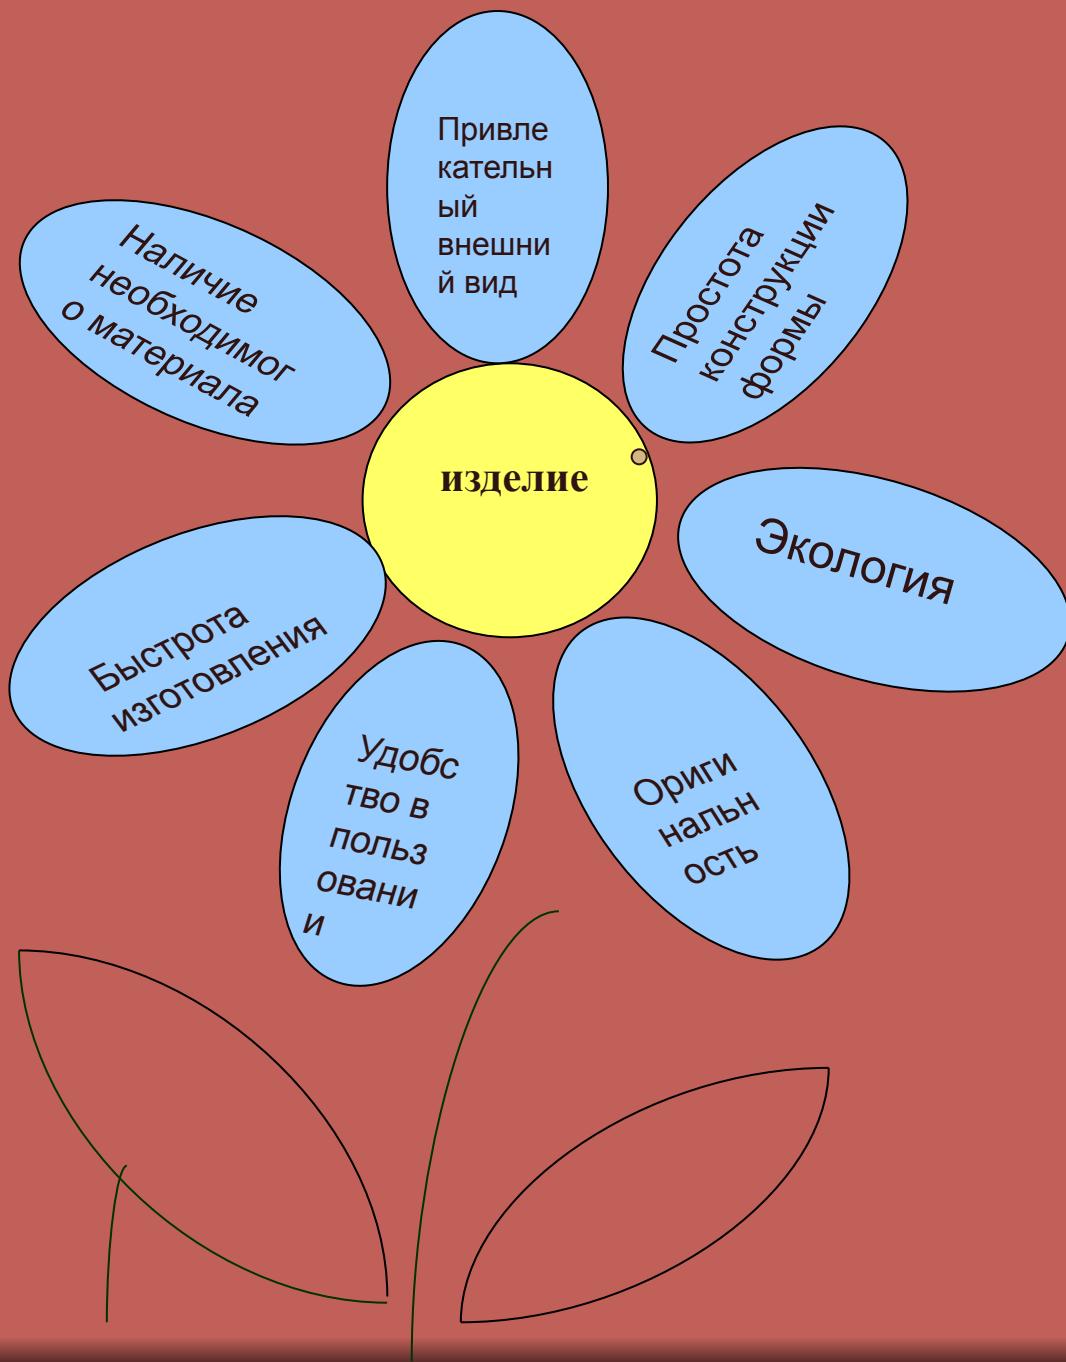 Привле
кательн
ый
внешни
й вид
Простота
конструкции
формы
Наличие
необходимог
о материала
изделие
Экология
Быстрота
изготовления
Удобс
тво в
польз
овани
и
Ориги
нальн
ость